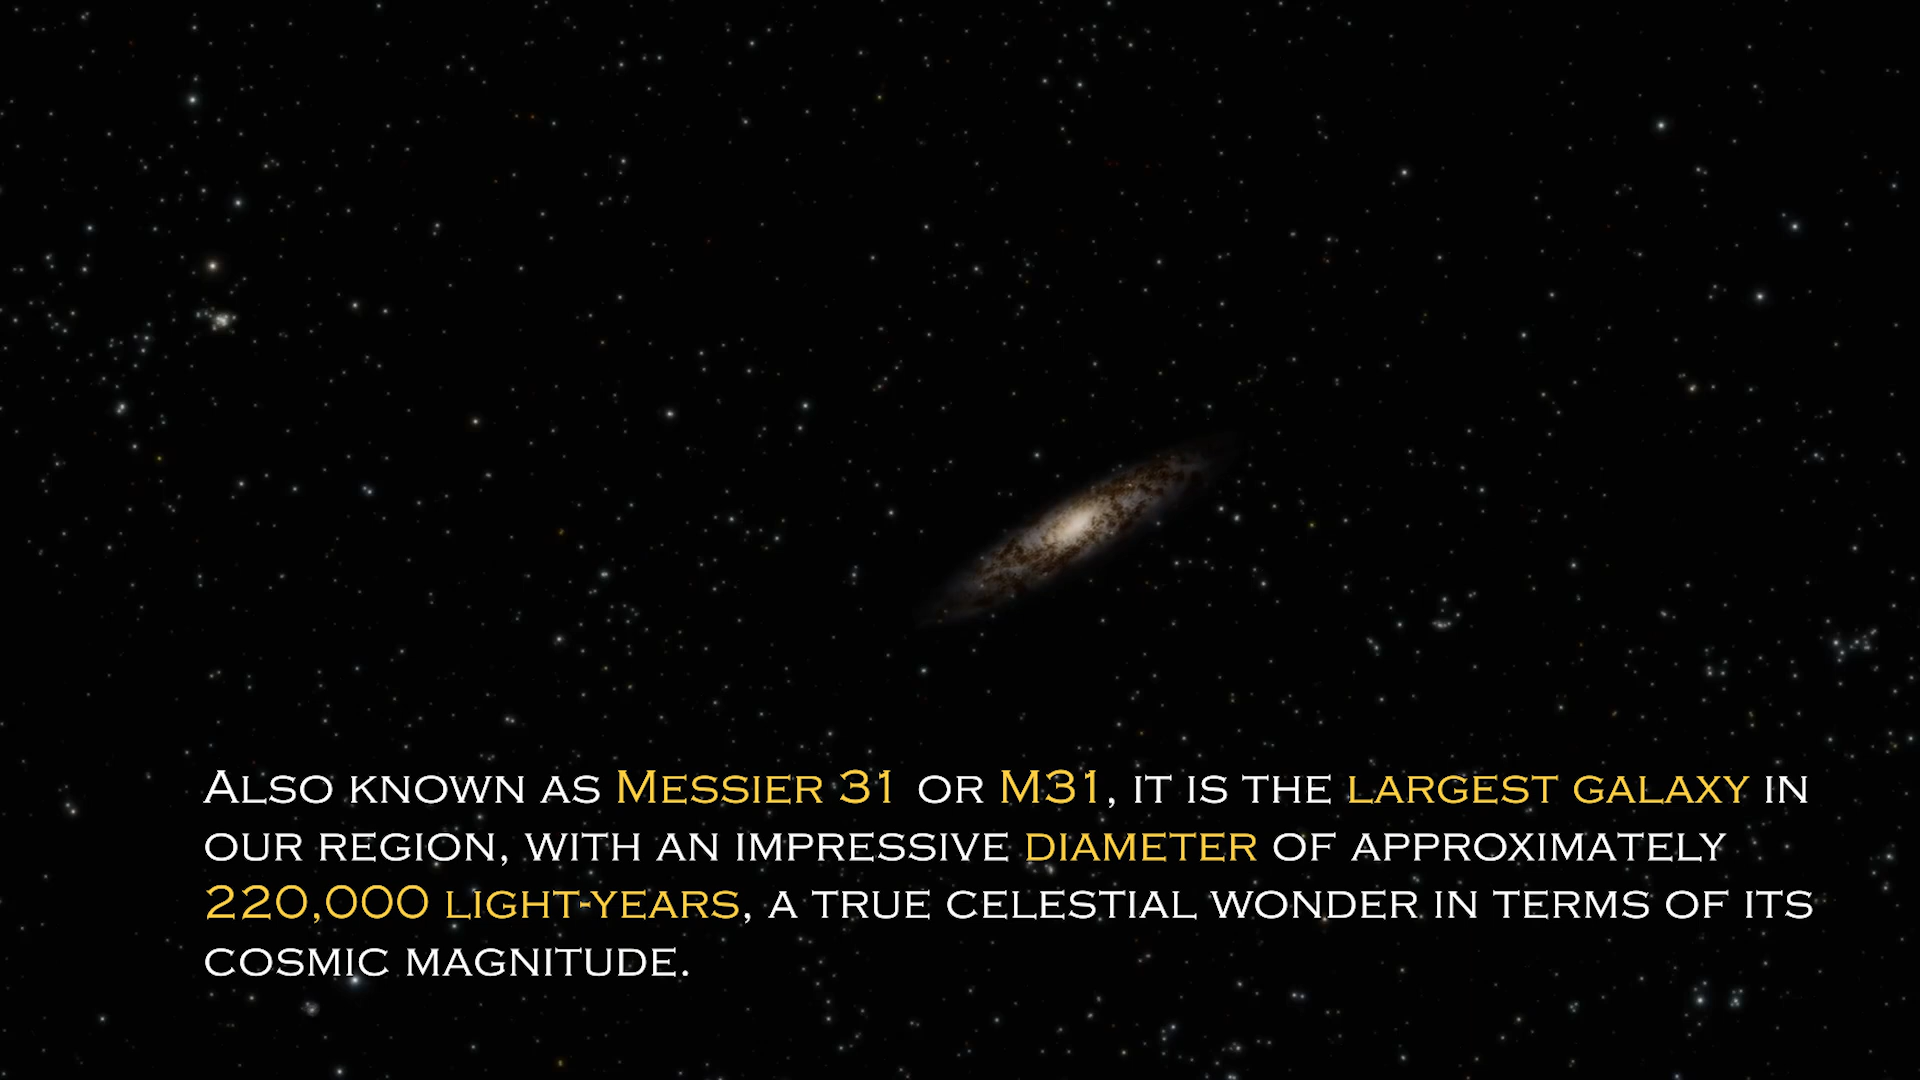 Also known as Messier 31 or M31, it is the largest galaxy in
our region, with an impressive diameter of approximately
220,000 light-years, a true celestial wonder in terms of its
cosmic magnitude.